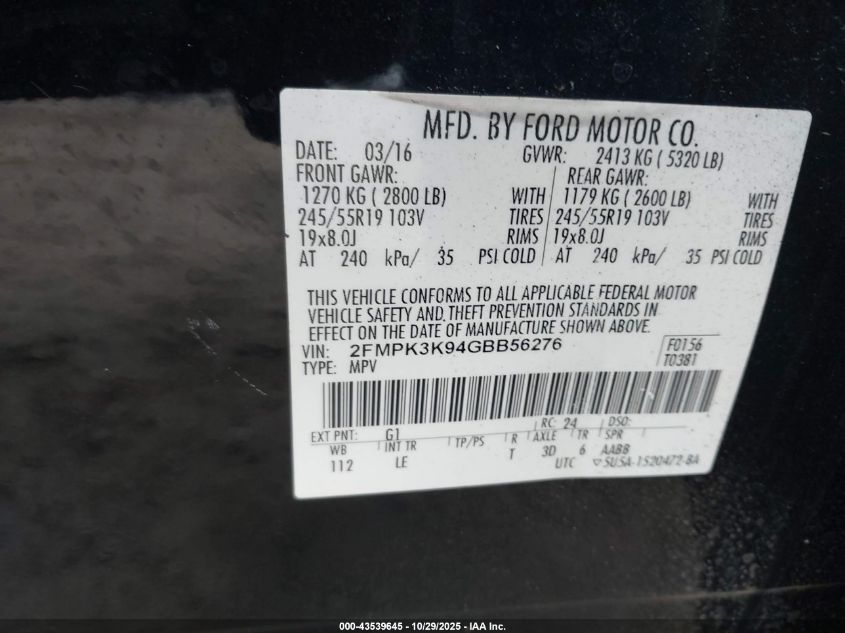 MFD. BY FORD MOTOR CO.
DATE: 03/16 GVWR: 2413 KG ( 5320 LB)
FRONT GAWR: REAR GAWR:
1270 KG ( 2800 LB) WITH 1179 KG ( 2600 LB) WITH
245/55R19 103V TIRES 245/55R19 103V TIRES
19x8.0J RIMS 19x8.0J RIMS
AT 240 kPa/ 35 PSI COLD AT 240 kPa/ 35 PSI COLD
THIS VEHICLE CONFORMS TO ALL APPLICABLE FEDERAL MOTOR
VEHICLE SAFETY AND THEFT PREVENTION STANDARDS IN
EFFECT ON THE DATE OF MANUFACTURE SHOWN ABOVE.
VIN: 2FMPK3K94GBB56276 F0156
TYPE: MPV T0381
RC: 24 DSO:
EXT PNT: G1
WB INT TR TP/PS R AXLE TR SPR
112 LE T 3D 6 AABB
UTC ▽5U5A-1520472-BA
000-43539645 / 10/29/2025 - IAA Inc.